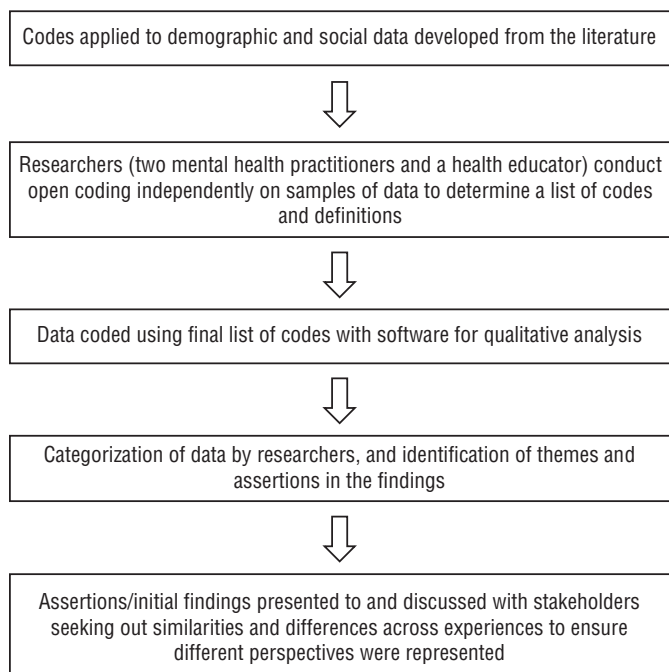 Codes applied to demographic and social data developed from the literature
Researchers (two mental health practitioners and a health educator) conduct
open coding independently on samples of data to determine a list of codes
and definitions
Data coded using final list of codes with software for qualitative analysis
Categorization of data by researchers, and identification of themes and
assertions in the findings
Assertions/initial findings presented to and discussed with stakeholders
seeking out similarities and differences across experiences to ensure
different perspectives were represented